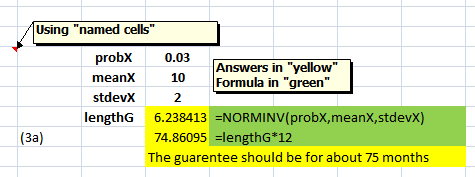 Using "named cells"
probX 0.03
meanX 10
stdevX 2
Answers in "yellow"
Formula in "green"
lengthG 6.238413 =NORMINV(probX,meanX,stdevX)
(3a) 74.86095 =lengthG*12
The guarentee should be for about 75 months